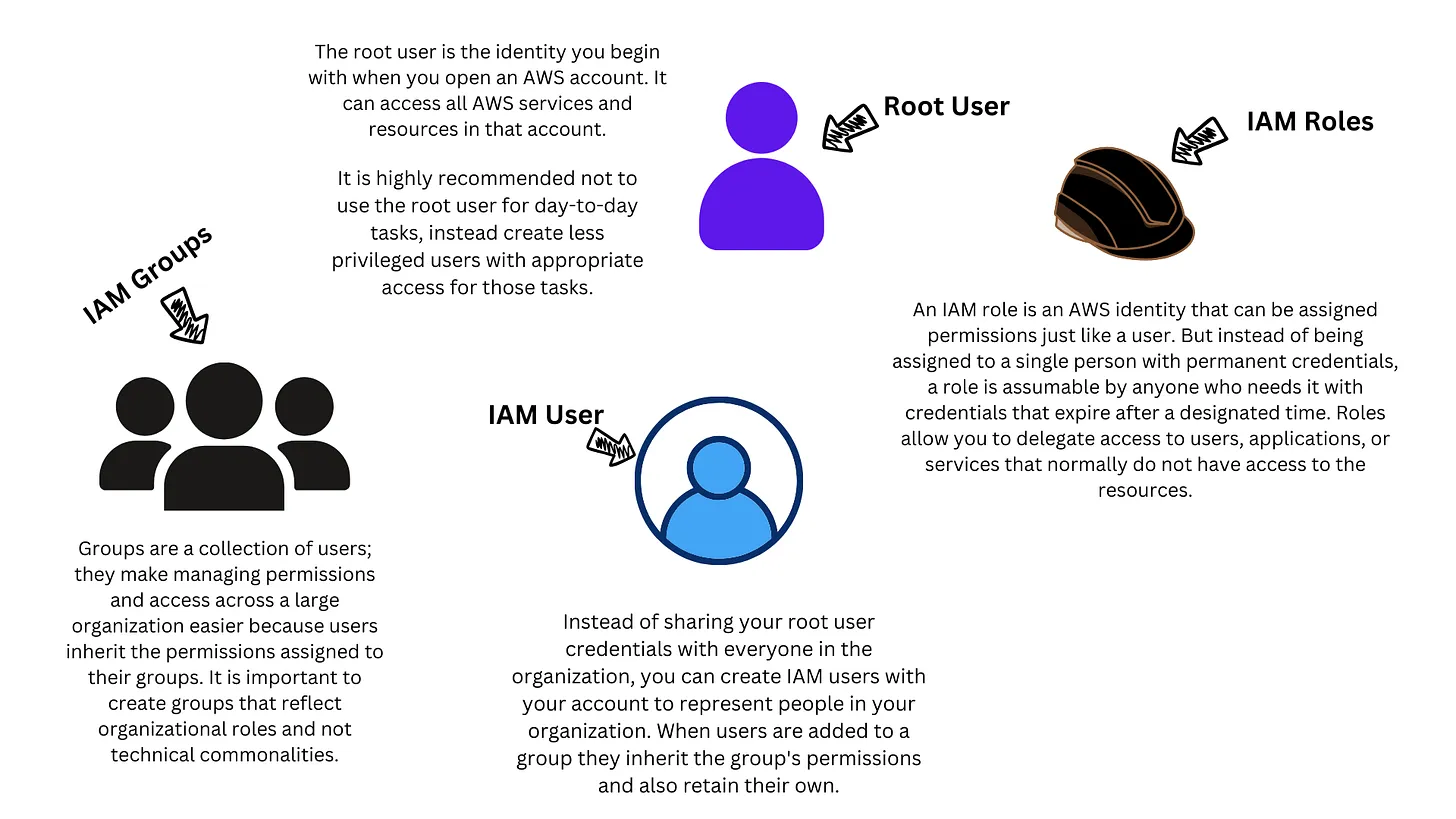 The root user is the identity you begin
with when you open an AWS account. It
can access all AWS services and
resources in that account.
It is highly recommended not to
use the root user for day-to-day
tasks, instead create less
privileged users with appropriate
access for those tasks.
Root User
IAM Roles
An IAM role is an AWS identity that can be assigned
permissions just like a user. But instead of being
assigned to a single person with permanent credentials,
a role is assumable by anyone who needs it with
credentials that expire after a designated time. Roles
allow you to delegate access to users, applications, or
services that normally do not have access to the
resources.
IAM Groups
Groups are a collection of users;
they make managing permissions
and access across a large
organization easier because users
inherit the permissions assigned to
their groups. It is important to
create groups that reflect
organizational roles and not
technical commonalities.
IAM User
Instead of sharing your root user
credentials with everyone in the
organization, you can create IAM users with
your account to represent people in your
organization. When users are added to a
group they inherit the group's permissions
and also retain their own.